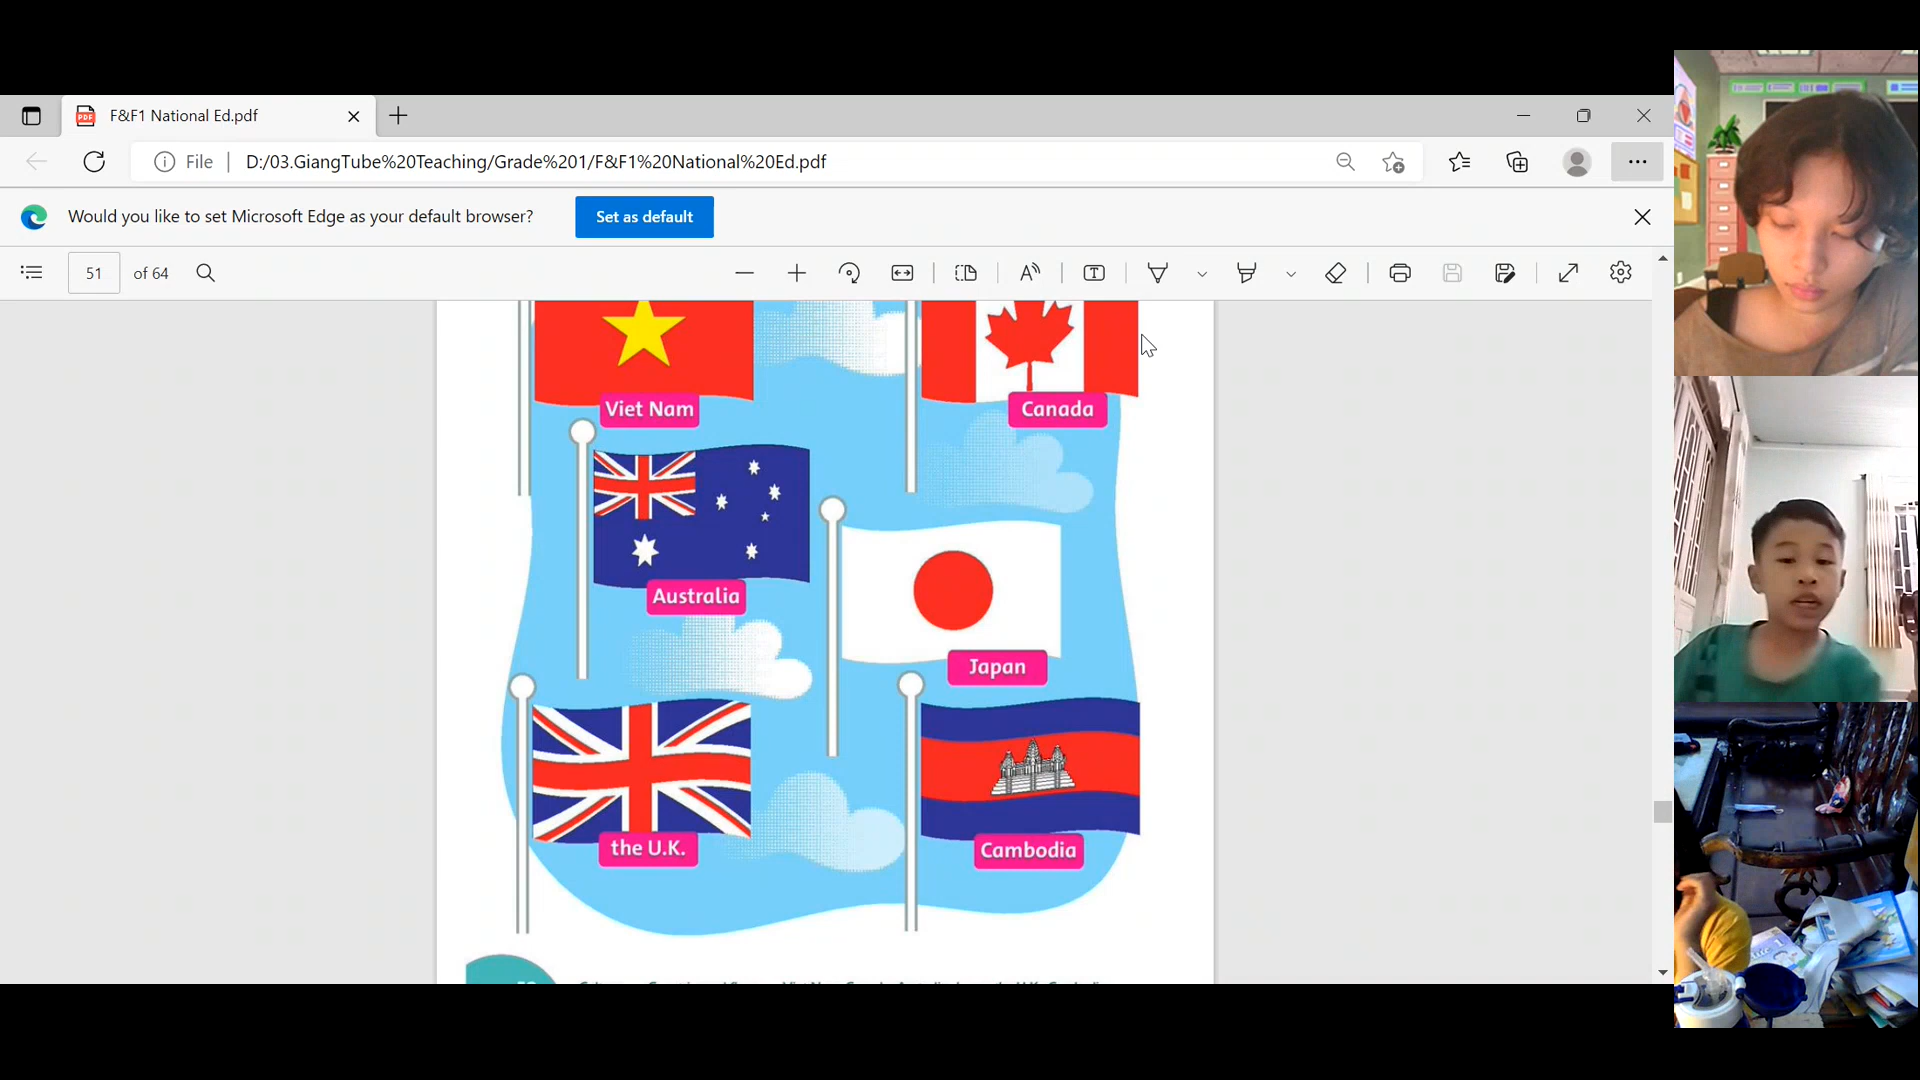 F&F1 National Ed.pdf
File | D:/03.GiangTube%20Teaching/Grade%201/F&F1%20National%20Ed.pdf
Would you like to set Microsoft Edge as your default browser? Set as default
51 of 64
Viet Nam
Canada
Australia
Japan
the U.K.
Cambodia